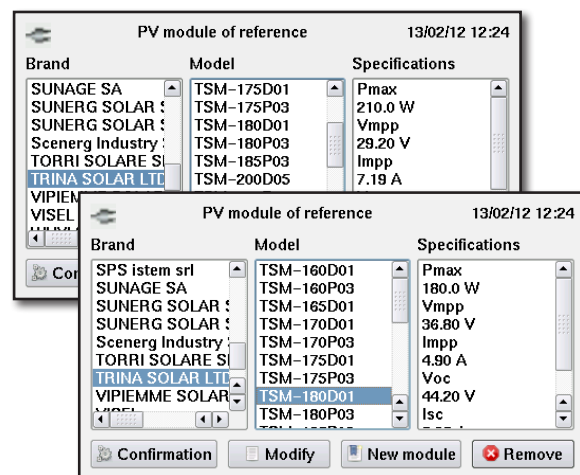 PV module of reference 13/02/12 12:24
Brand Model Specifications
SUNAGE SA TSM-175D01 Pmax
SUNERG SOLAR S TSM-175P03 210.0 W
SUNERG SOLAR S TSM-180D01 Vmpp
Scenerg Industry TSM-180P03 29.20 V
TORRI SOLARE S TSM-185P03 Impp
TRINA SOLAR LTD TSM-200D05 7.19 A
VIPIEMME
VISEL
PV module of reference 13/02/12 12:24
Brand Model Specifications
SPS istem srl TSM-160D01 Pmax
SUNAGE SA TSM-160P03 180.0 W
SUNERG SOLAR S TSM-165D01 Vmpp
SUNERG SOLAR S TSM-170D01 36.80 V
Scenerg Industry TSM-170P03 Impp
TORRI SOLARE S TSM-175D01 4.90 A
TRINA SOLAR LTD TSM-175P03 Voc
VIPIEMME SOLAR TSM-180D01 44.20 V
VISEL TSM-180P03 Isc
Confirmation Modify New module Remove